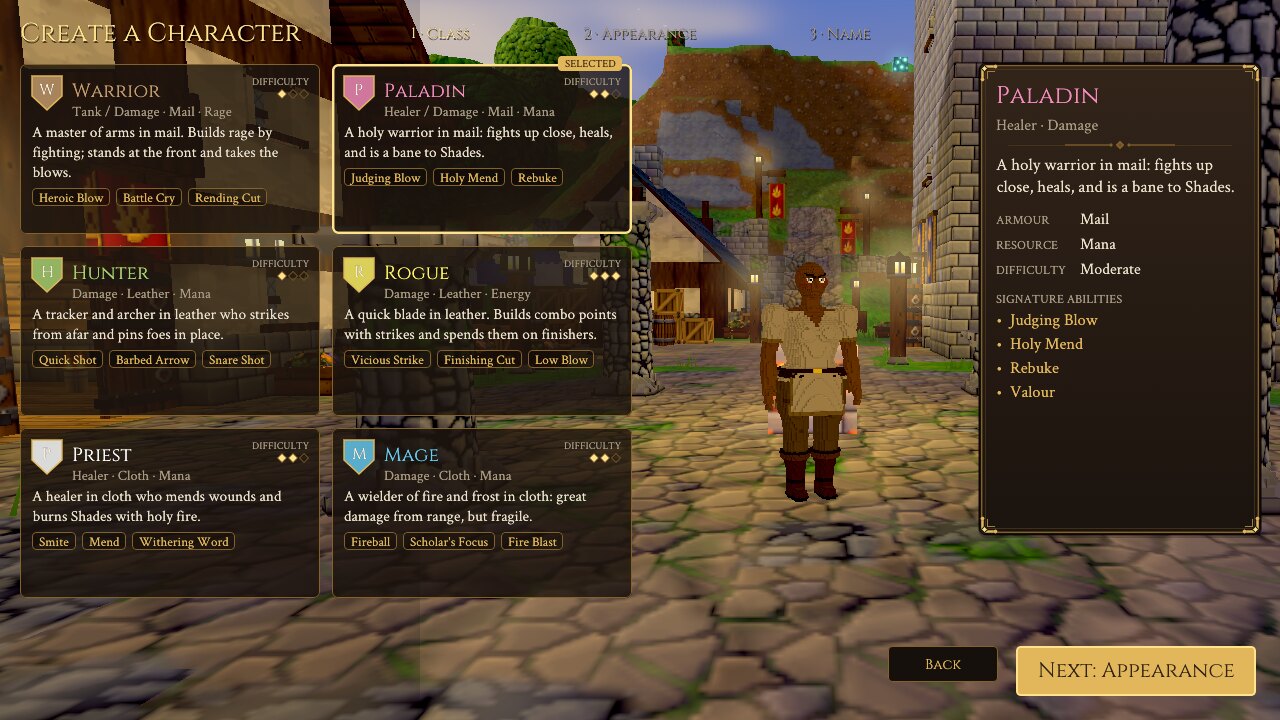 Create a Character
1 · Class
2 · Appearance
3 · Name
W
Warrior
Difficulty
Tank / Damage · Mail · Rage
A master of arms in mail. Builds rage by
fighting; stands at the front and takes the
blows.
Heroic Blow
Battle Cry
Rending Cut
SELECTED
P
Paladin
Difficulty
Healer / Damage · Mail · Mana
A holy warrior in mail: fights up close, heals,
and is a bane to Shades.
Judging Blow
Holy Mend
Rebuke
H
Hunter
Difficulty
Damage · Leather · Mana
A tracker and archer in leather who strikes
from afar and pins foes in place.
Quick Shot
Barbed Arrow
Snare Shot
R
Rogue
Difficulty
Damage · Leather · Energy
A quick blade in leather. Builds combo points
with strikes and spends them on finishers.
Vicious Strike
Finishing Cut
Low Blow
P
Priest
Difficulty
Healer · Cloth · Mana
A healer in cloth who mends wounds and
burns Shades with holy fire.
Smite
Mend
Withering Word
M
Mage
Difficulty
Damage · Cloth · Mana
A wielder of fire and frost in cloth: great
damage from range, but fragile.
Fireball
Scholar's Focus
Fire Blast
Paladin
Healer · Damage
A holy warrior in mail: fights up
close, heals, and is a bane to Shades.
Armour Mail
Resource Mana
Difficulty Moderate
Signature Abilities
• Judging Blow
• Holy Mend
• Rebuke
• Valour
Back
Next: Appearance